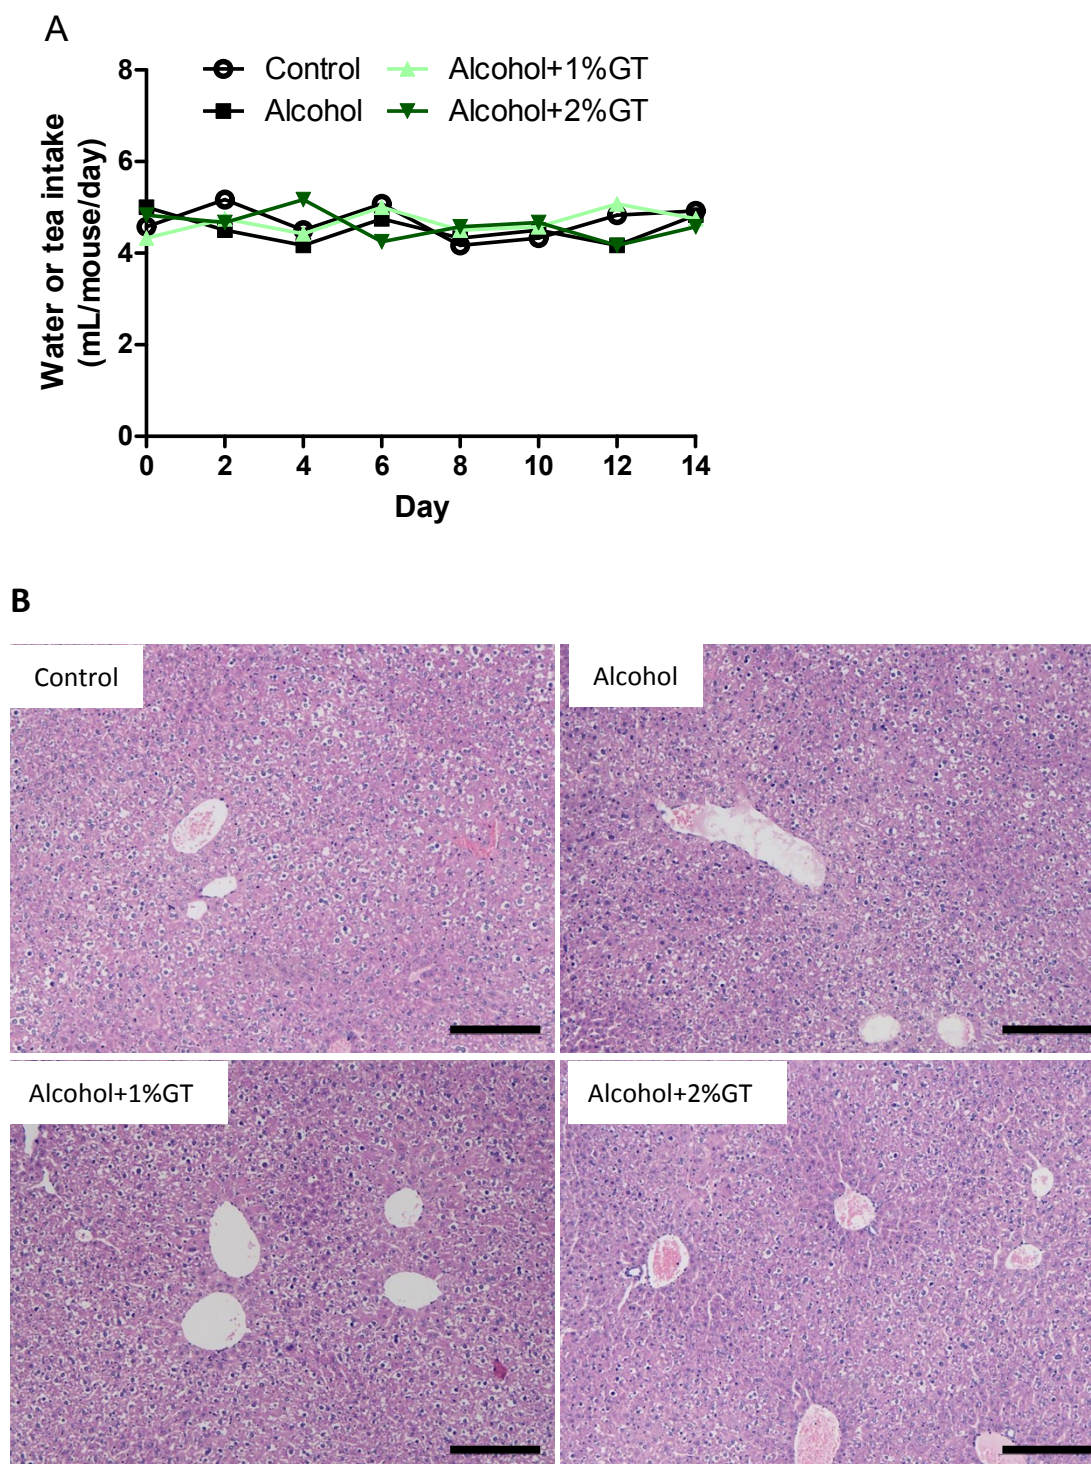 A
Control
Alcohol+1%GT
Alcohol
Alcohol+2%GT
Water or tea intake
(mL/mouse/day)
8
6
4
2
0
0 2 4 6 8 10 12 14
Day
B
Control
Alcohol
Alcohol+1%GT
Alcohol+2%GT